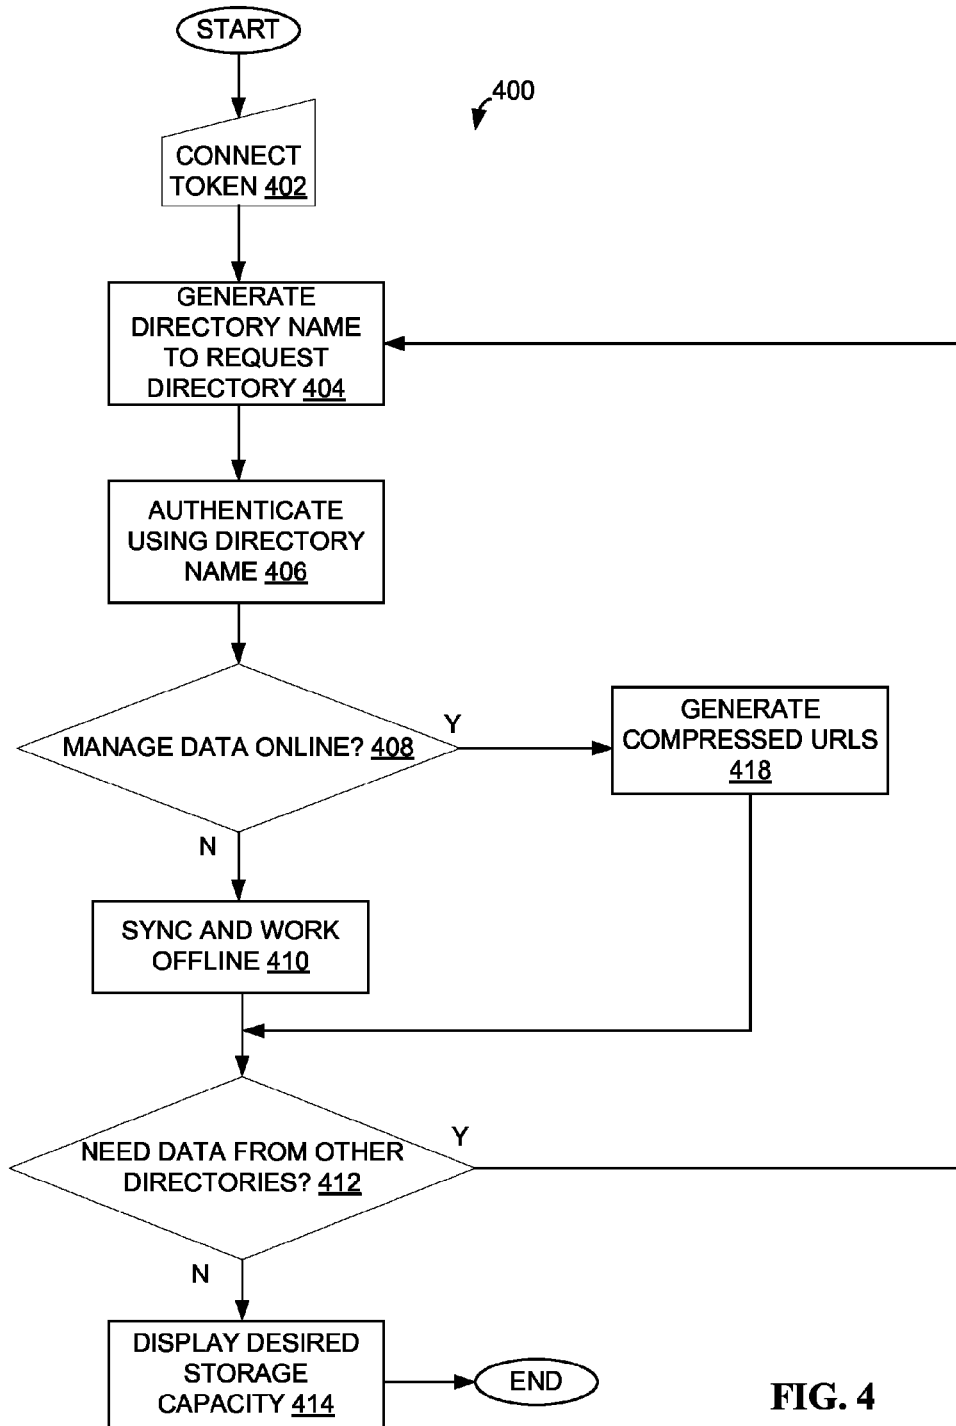 START
400
CONNECT
TOKEN 402
GENERATE
DIRECTORY NAME
TO REQUEST
DIRECTORY 404
AUTHENTICATE
USING DIRECTORY
NAME 406
MANAGE DATA ONLINE? 408
Y
GENERATE
COMPRESSED URLS
418
N
SYNC AND WORK
OFFLINE 410
NEED DATA FROM OTHER
DIRECTORIES? 412
Y
N
DISPLAY DESIRED
STORAGE
CAPACITY 414
END
FIG. 4